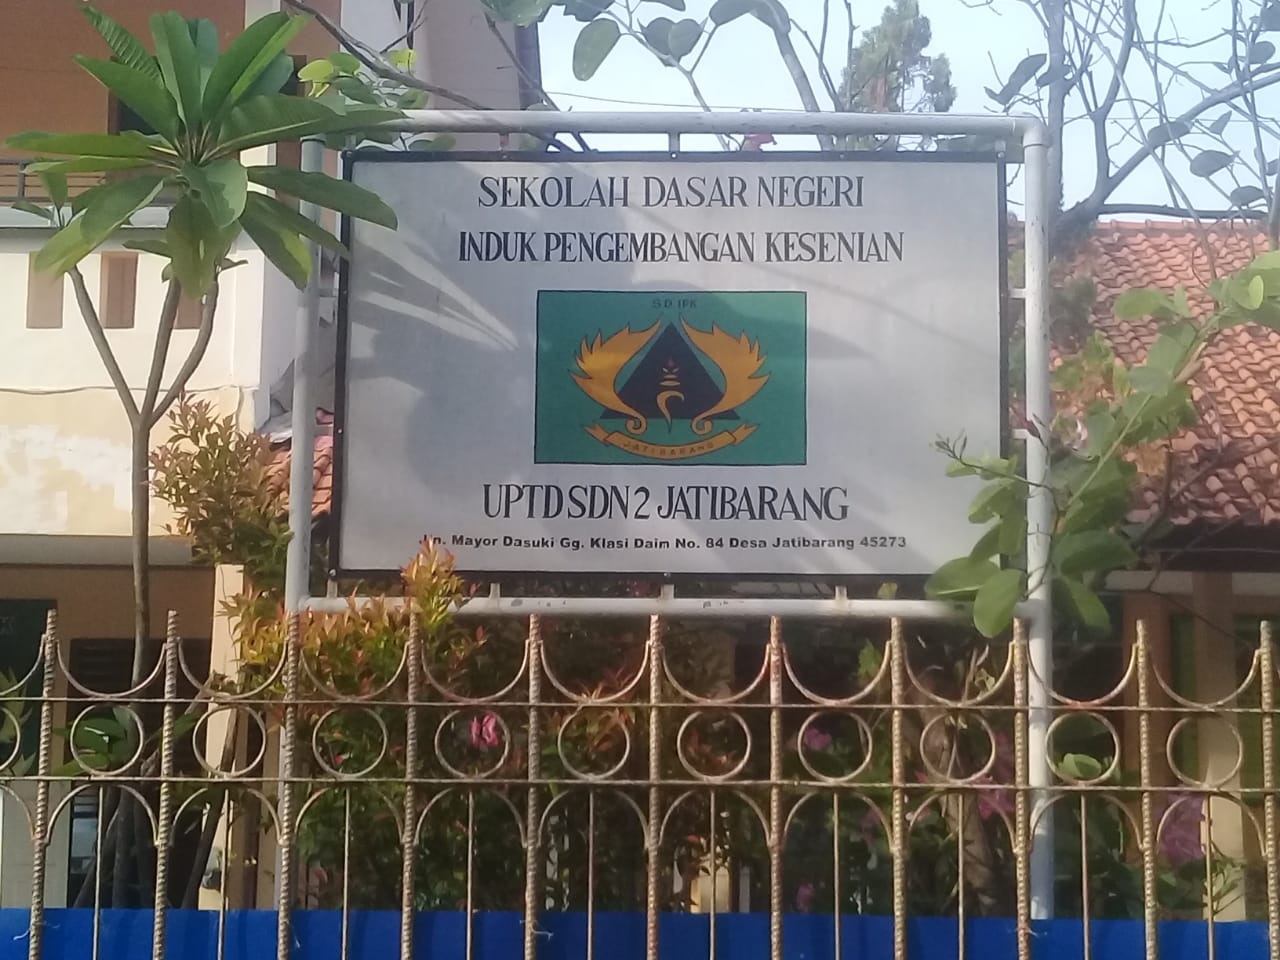 SEKOLAH DASAR NEGERI
INDUK PENGEMBANGAN KESENIAN
S D IPK
JATIBARANG
UPTD SDN 2 JATIBARANG
Jln. Mayor Dasuki Gg. Klasi Daim No. 84 Desa Jatibarang 45273